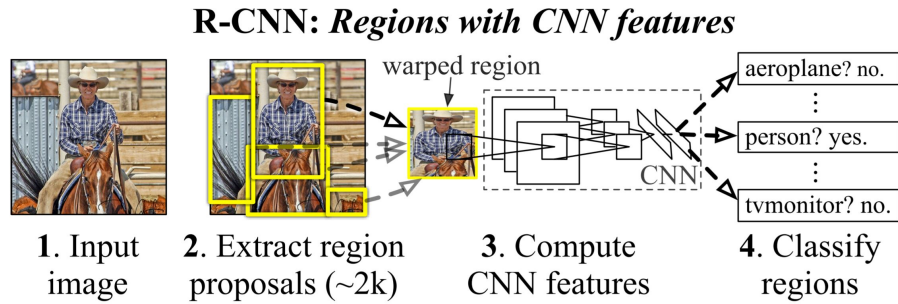 R-CNN: Regions with CNN features
warped region
aeroplane? no.
⋮
person? yes.
⋮
tvmonitor? no.
CNN
1. Input
image
2. Extract region
proposals (~2k)
3. Compute
CNN features
4. Classify
regions